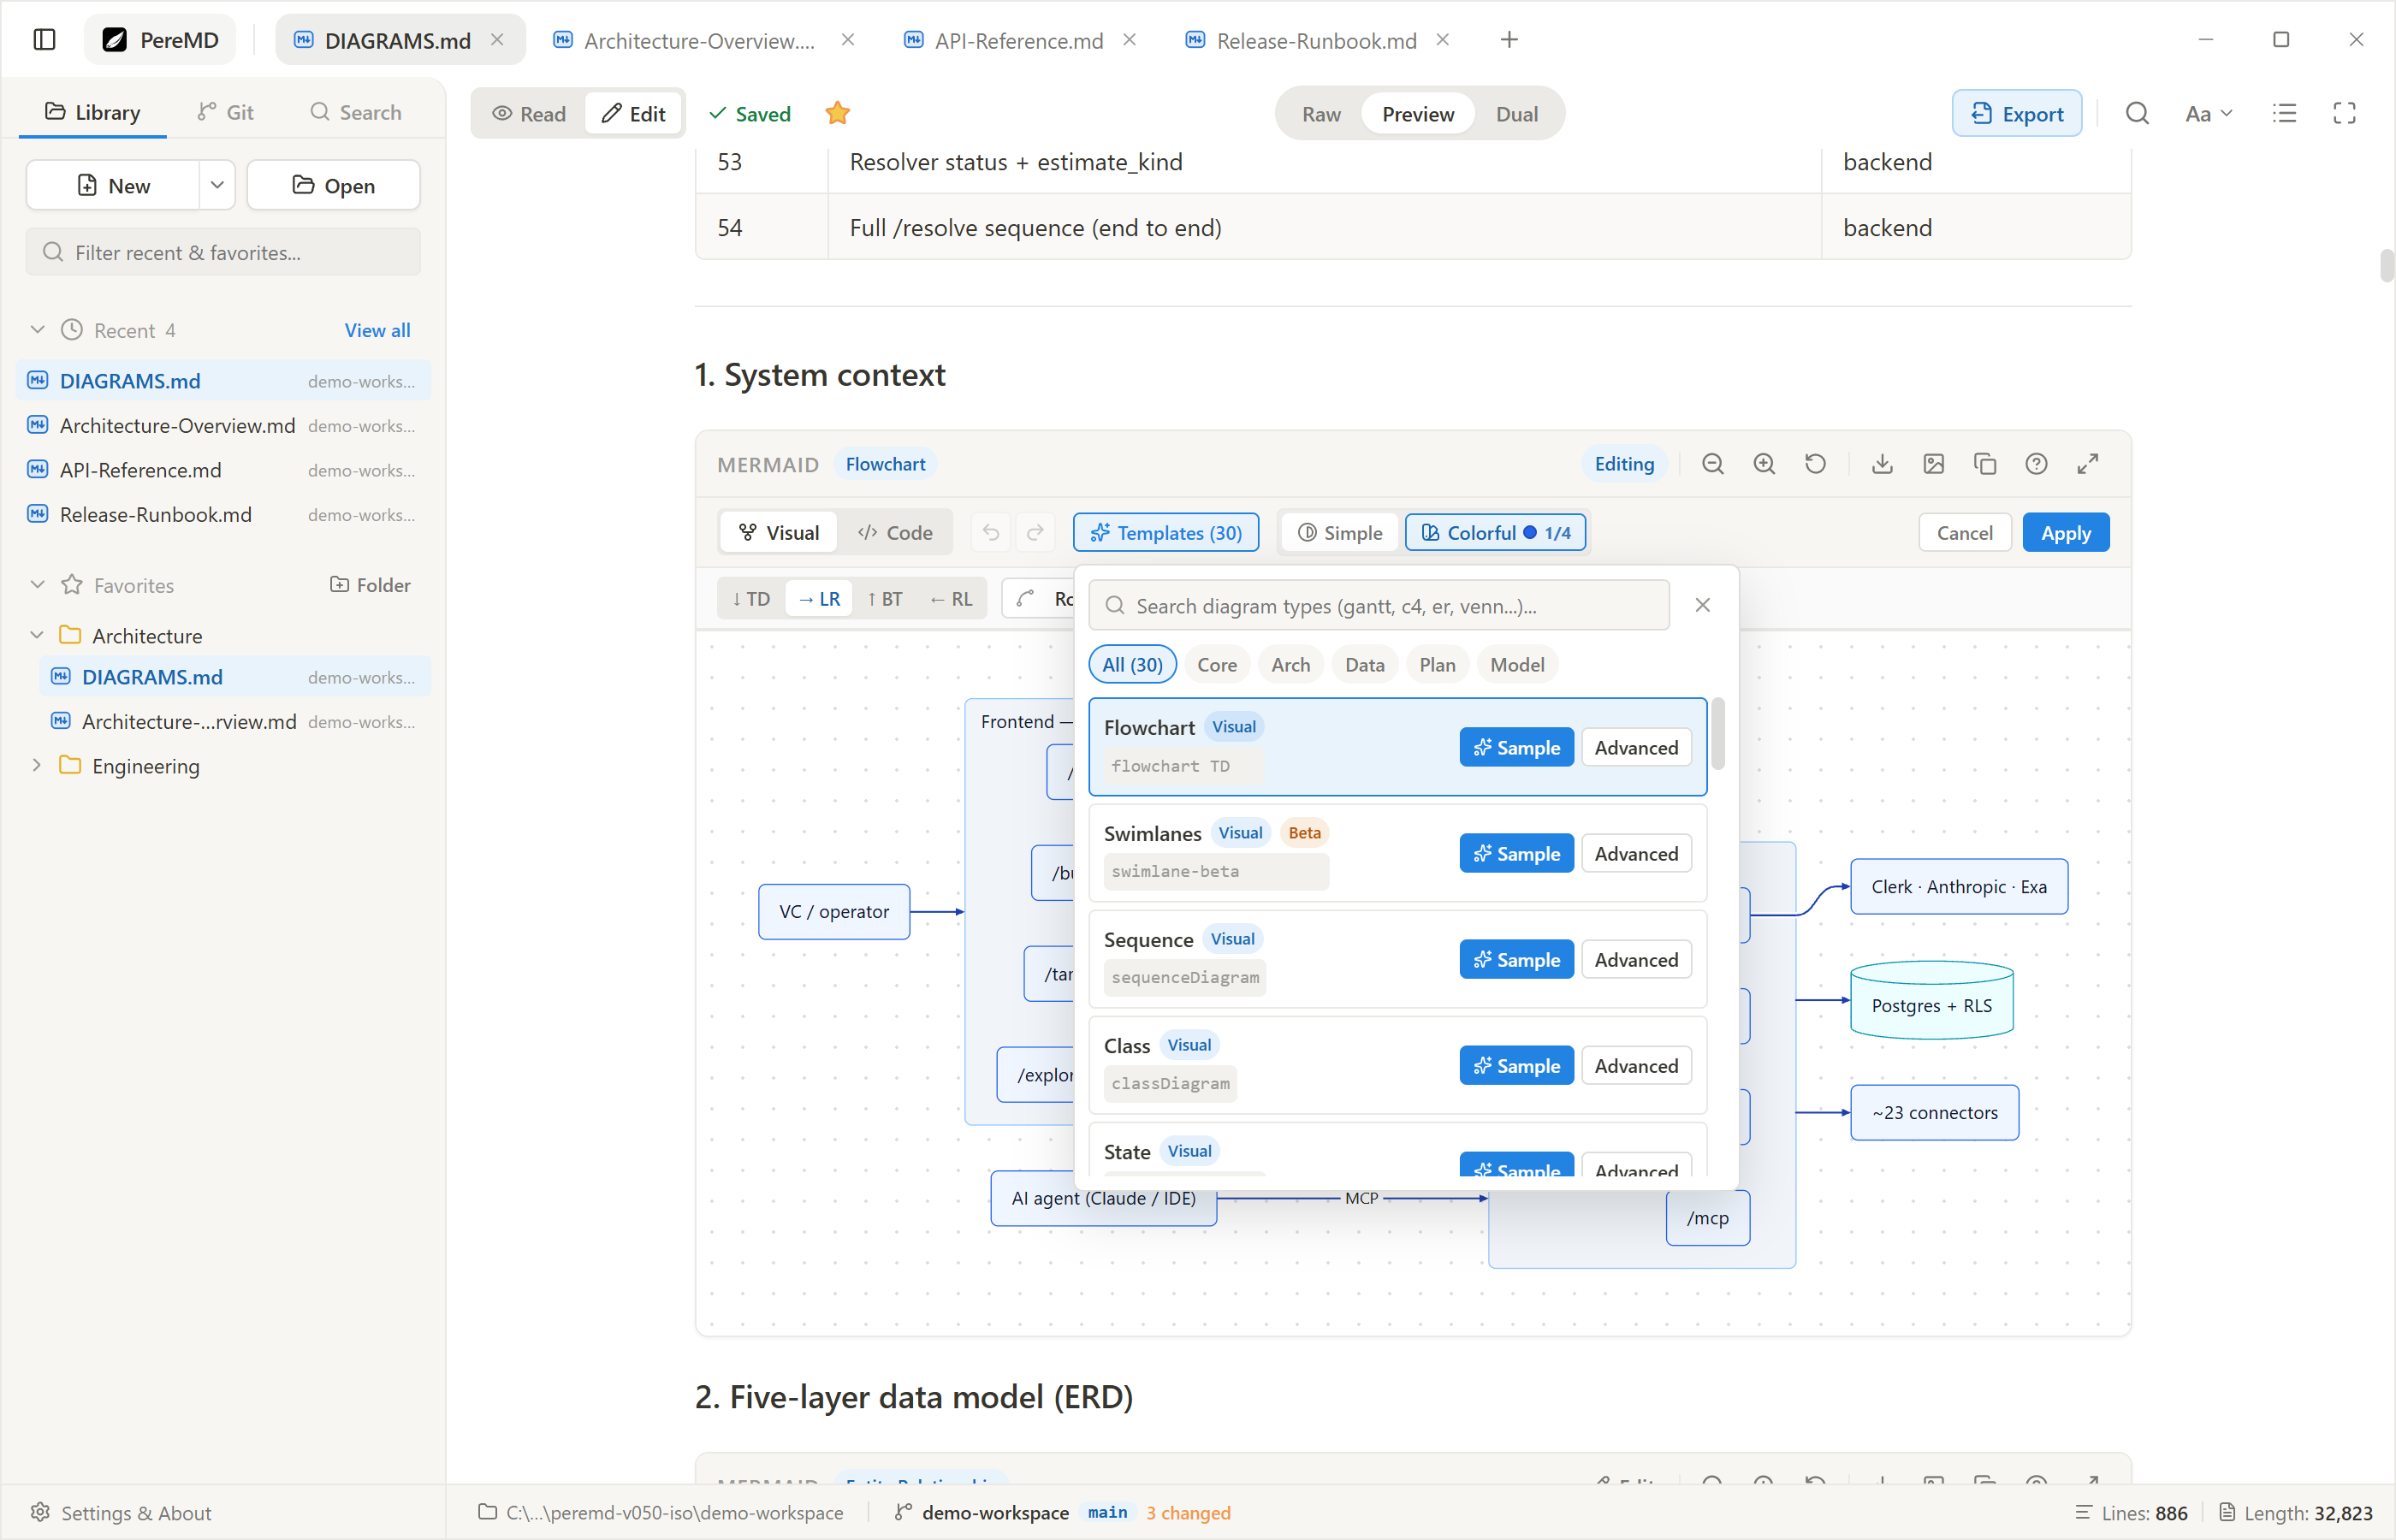 PereMD
DIAGRAMS.md
Architecture-Overview....
API-Reference.md
Release-Runbook.md
Library
Git
Search
New
Open
Filter recent & favorites...
Recent 4
View all
DIAGRAMS.md demo-works...
Architecture-Overview.md demo-works...
API-Reference.md demo-works...
Release-Runbook.md demo-works...
Favorites
Folder
Architecture
DIAGRAMS.md demo-works...
Architecture-...rview.md demo-works...
Engineering
Settings & About
Read
Edit
Saved
Raw
Preview
Dual
Export
Aa
53 Resolver status + estimate_kind backend
54 Full /resolve sequence (end to end) backend
1. System context
MERMAID Flowchart
Editing
Visual
Code
Templates (30)
Simple
Colorful 1/4
Cancel
Apply
↓ TD
→ LR
↑ BT
← RL
Search diagram types (gantt, c4, er, venn...)...
All (30)
Core
Arch
Data
Plan
Model
Flowchart Visual
flowchart TD
Sample
Advanced
Swimlanes Visual Beta
swimlane-beta
Sample
Advanced
Sequence Visual
sequenceDiagram
Sample
Advanced
Class Visual
classDiagram
Sample
Advanced
State Visual
Sample
Advanced
Frontend —
VC / operator
Clerk · Anthropic · Exa
Postgres + RLS
~23 connectors
AI agent (Claude / IDE)
MCP
/mcp
2. Five-layer data model (ERD)
C:\...\peremd-v050-iso\demo-workspace
demo-workspace main 3 changed
Lines: 886
Length: 32,823